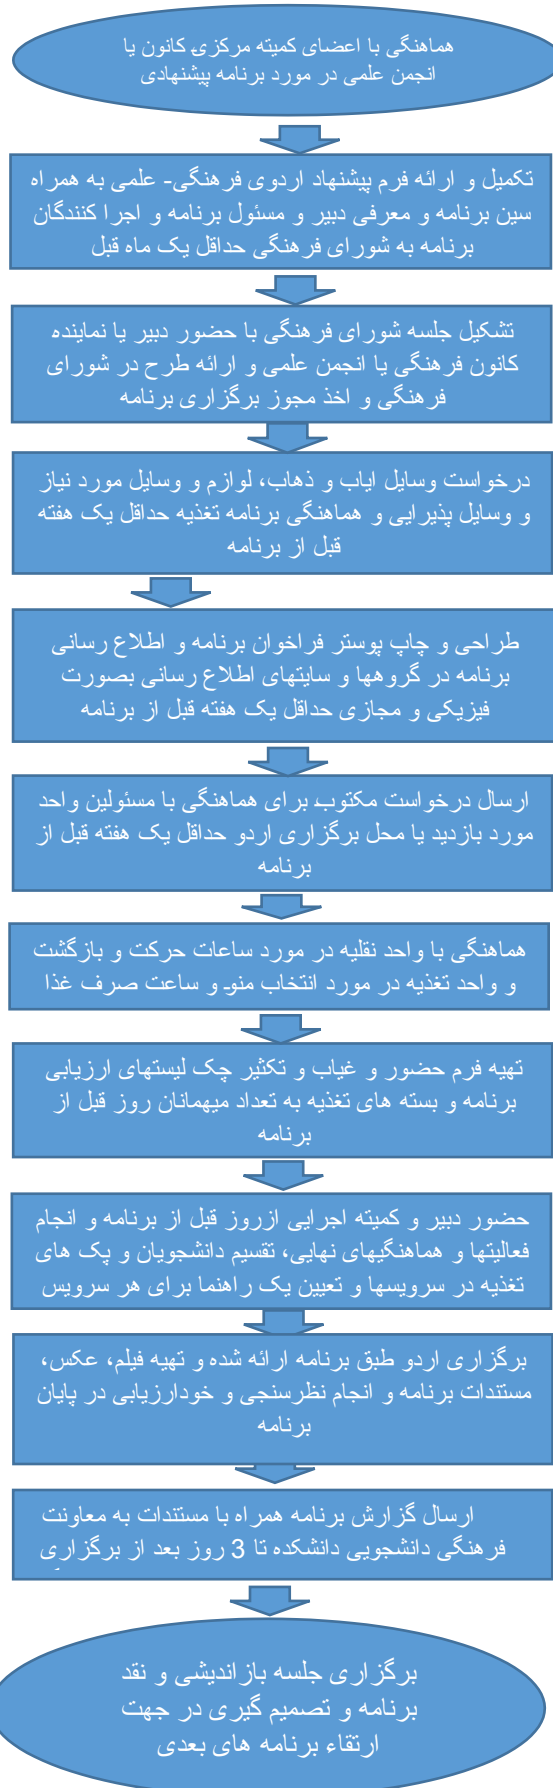 هماهنگی با اعضای کمیته مرکزی کانون یا
انجمن علمی در مورد برنامه پیشنهادی
تکمیل و ارائه فرم پیشنهاد اردوی فرهنگی- علمی به همراه
سین برنامه و معرفی دبیر و مسئول برنامه و اجرا کنندگان
برنامه به شورای فرهنگی حداقل یک ماه قبل
تشکیل جلسه شورای فرهنگی با حضور دبیر یا نماینده
کانون فرهنگی یا انجمن علمی و ارائه طرح در شورای
فرهنگی و اخذ مجوز برگزاری برنامه
درخواست وسایل ایاب و ذهاب، لوازم و وسایل مورد نیاز
و وسایل پذیرایی و هماهنگی برنامه تغذیه حداقل یک هفته
قبل از برنامه
طراحی و چاپ پوستر فراخوان برنامه و اطلاع رسانی
برنامه در گروهها و سایتهای اطلاع رسانی بصورت
فیزیکی و مجازی حداقل یک هفته قبل از برنامه
ارسال درخواست مکتوب برای هماهنگی با مسئولین واحد
مورد بازدید یا محل برگزاری اردو حداقل یک هفته قبل از
برنامه
هماهنگی با واحد نقلیه در مورد ساعات حرکت و بازگشت
و واحد تغذیه در مورد انتخاب منو و ساعت صرف غذا
تهیه فرم حضور و غیاب و تکثیر چک لیستهای ارزیابی
برنامه و بسته های تغذیه به تعداد میهمانان روز قبل از
برنامه
حضور دبیر و کمیته اجرایی ازروز قبل از برنامه و انجام
فعالیتها و هماهنگیهای نهایی، تقسیم دانشجویان و پک های
تغذیه در سرویسها و تعیین یک راهنما برای هر سرویس
برگزاری اردو طبق برنامه ارائه شده و تهیه فیلم، عکس،
مستندات برنامه و انجام نظرسنجی و خودارزیابی در پایان
برنامه
ارسال گزارش برنامه همراه با مستندات به معاونت
فرهنگی دانشجویی دانشکده تا 3 روز بعد از برگزاری
برگزاری جلسه بازاندیشی و نقد
برنامه و تصمیم گیری در جهت
ارتقاء برنامه های بعدی